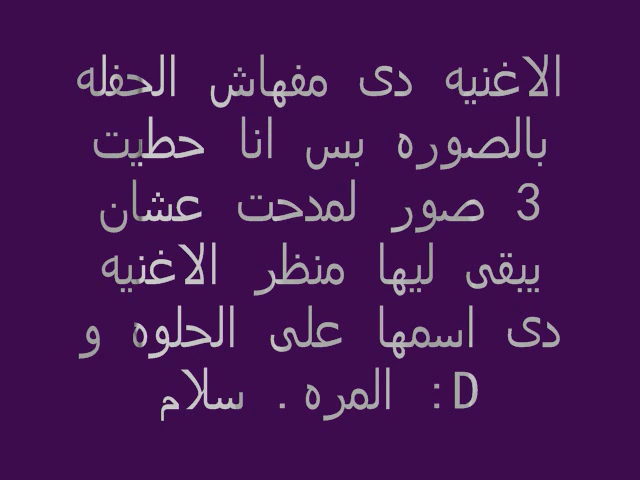 الاغنيه دى مفهاش الحفله
بالصوره بس انا حطيت
3 صور لمدحت عشان
يبقى ليها منظر الاغنيه
دى اسمها على الحلوه و
المره . سلام :D